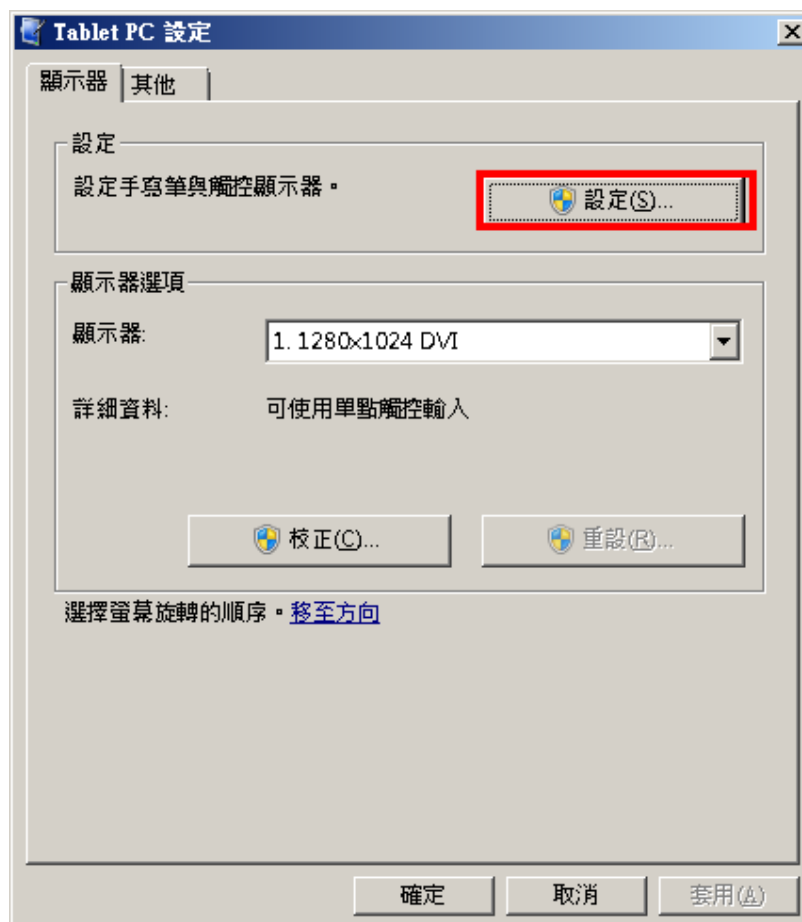 Tablet PC 設定
顯示器 其他
設定
設定手寫筆與觸控顯示器。 設定(S)...
顯示器選項
顯示器: 1. 1280x1024 DVI
詳細資料: 可使用單點觸控輸入
校正(C)... 重設(R)...
選擇螢幕旋轉的順序。移至方向
確定 取消 套用(A)